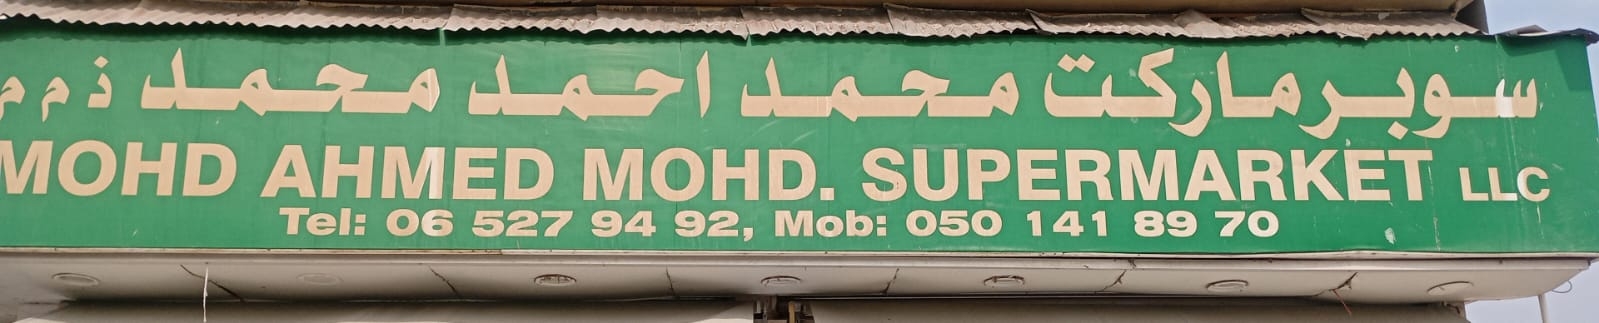 سوبرماركت محمد احمد محمد ذ م م
MOHD AHMED MOHD. SUPERMARKET LLC
Tel: 06 527 94 92, Mob: 050 141 89 70